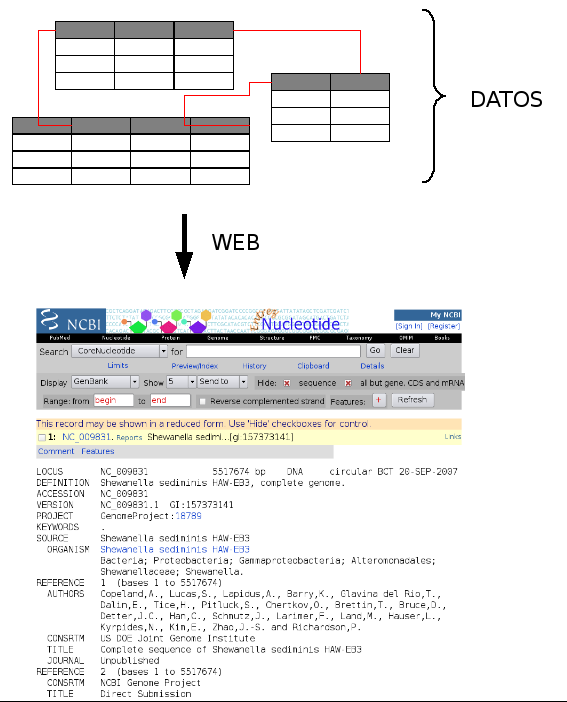 DATOS
WEB
NCBI
Nucleotide
My NCBI
[Sign In] [Register]
PubMed Nucleotide Protein Genome Structure PMC Taxonomy OMIM Books
Search CoreNucleotide for Go Clear
Limits Preview/Index History Clipboard Details
Display GenBank Show 5 Send to Hide: sequence all but gene, CDS and mRNA
Range: from begin to end Reverse complemented strand Features: + Refresh
This record may be shown in a reduced form. Use 'Hide' checkboxes for control.
1: NC_009831. Reports Shewanella sedimi...[gi:157373141] Links
Comment Features
LOCUS NC_009831 5517674 bp DNA circular BCT 20-SEP-2007
DEFINITION Shewanella sediminis HAW-EB3, complete genome.
ACCESSION NC_009831
VERSION NC_009831.1 GI:157373141
PROJECT GenomeProject:18789
KEYWORDS .
SOURCE Shewanella sediminis HAW-EB3
ORGANISM Shewanella sediminis HAW-EB3
Bacteria; Proteobacteria; Gammaproteobacteria; Alteromonadales;
Shewanellaceae; Shewanella.
REFERENCE 1 (bases 1 to 5517674)
AUTHORS Copeland,A., Lucas,S., Lapidus,A., Barry,K., Glavina del Rio,T.,
Dalin,E., Tice,H., Pitluck,S., Chertkov,O., Brettin,T., Bruce,D.,
Detter,J.C., Han,C., Schmutz,J., Larimer,F., Land,M., Hauser,L.,
Kyrpides,N., Kim,E., Zhao,J.-S. and Richardson,P.
CONSRTM US DOE Joint Genome Institute
TITLE Complete sequence of Shewanella sediminis HAW-EB3
JOURNAL Unpublished
REFERENCE 2 (bases 1 to 5517674)
CONSRTM NCBI Genome Project
TITLE Direct Submission